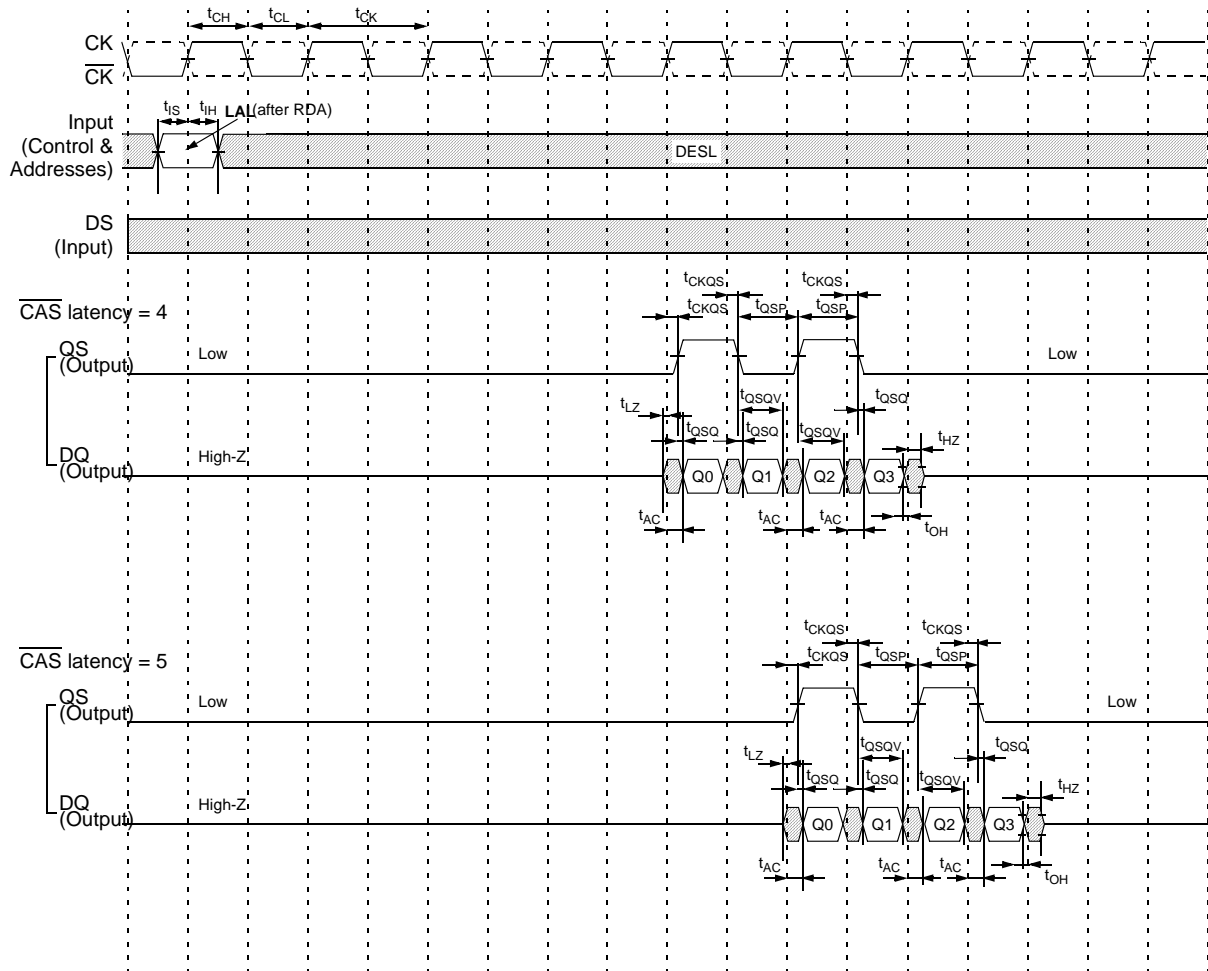 tCH tCL tCK
CK
CK
tIS tIH LAL(after RDA)
Input
(Control &
Addresses)
DESL
DS
(Input)
tCKQS tCKQS
CAS latency = 4
tCKQS tQSP tQSP
QS
(Output)
Low Low
tLZ tQSQV tQSQ
tQSQ tQSQ tQSQV tHZ
DQ
(Output)
High-Z
Q0 Q1 Q2 Q3
tAC tAC tAC tOH
tCKQS tCKQS
CAS latency = 5
tCKQS tQSP tQSP
QS
(Output)
Low Low
tLZ tQSQV tQSQ
tQSQ tQSQ tQSQV tHZ
DQ
(Output)
High-Z
Q0 Q1 Q2 Q3
tAC tAC tAC tOH